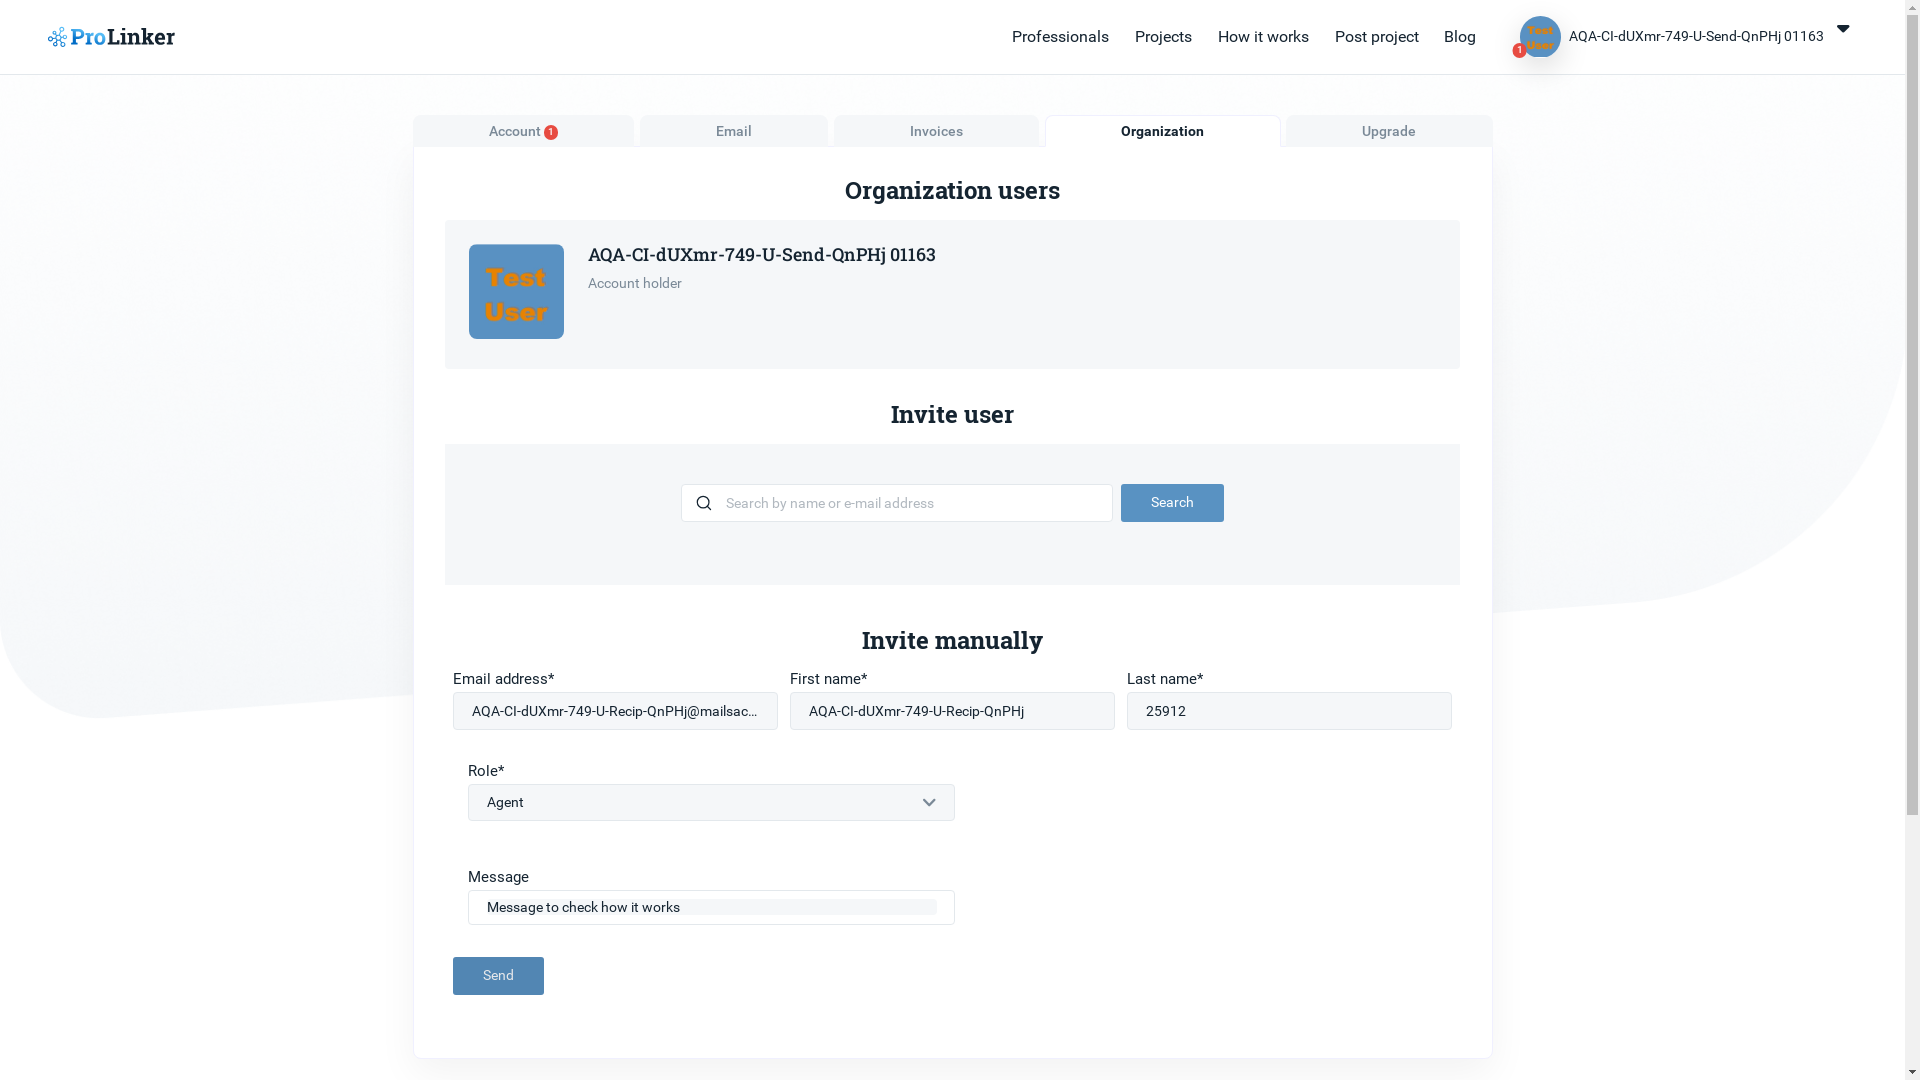 ProLinker
Professionals
Projects
How it works
Post project
Blog
Test
User
1
AQA-CI-dUXmr-749-U-Send-QnPHj 01163
Account 1
Email
Invoices
Organization
Upgrade
Organization users
Test
User
AQA-CI-dUXmr-749-U-Send-QnPHj 01163
Account holder
Invite user
Search by name or e-mail address
Search
Invite manually
Email address*
First name*
Last name*
AQA-CI-dUXmr-749-U-Recip-QnPHj@mailsac...
AQA-CI-dUXmr-749-U-Recip-QnPHj
25912
Role*
Agent
Message
Message to check how it works
Send